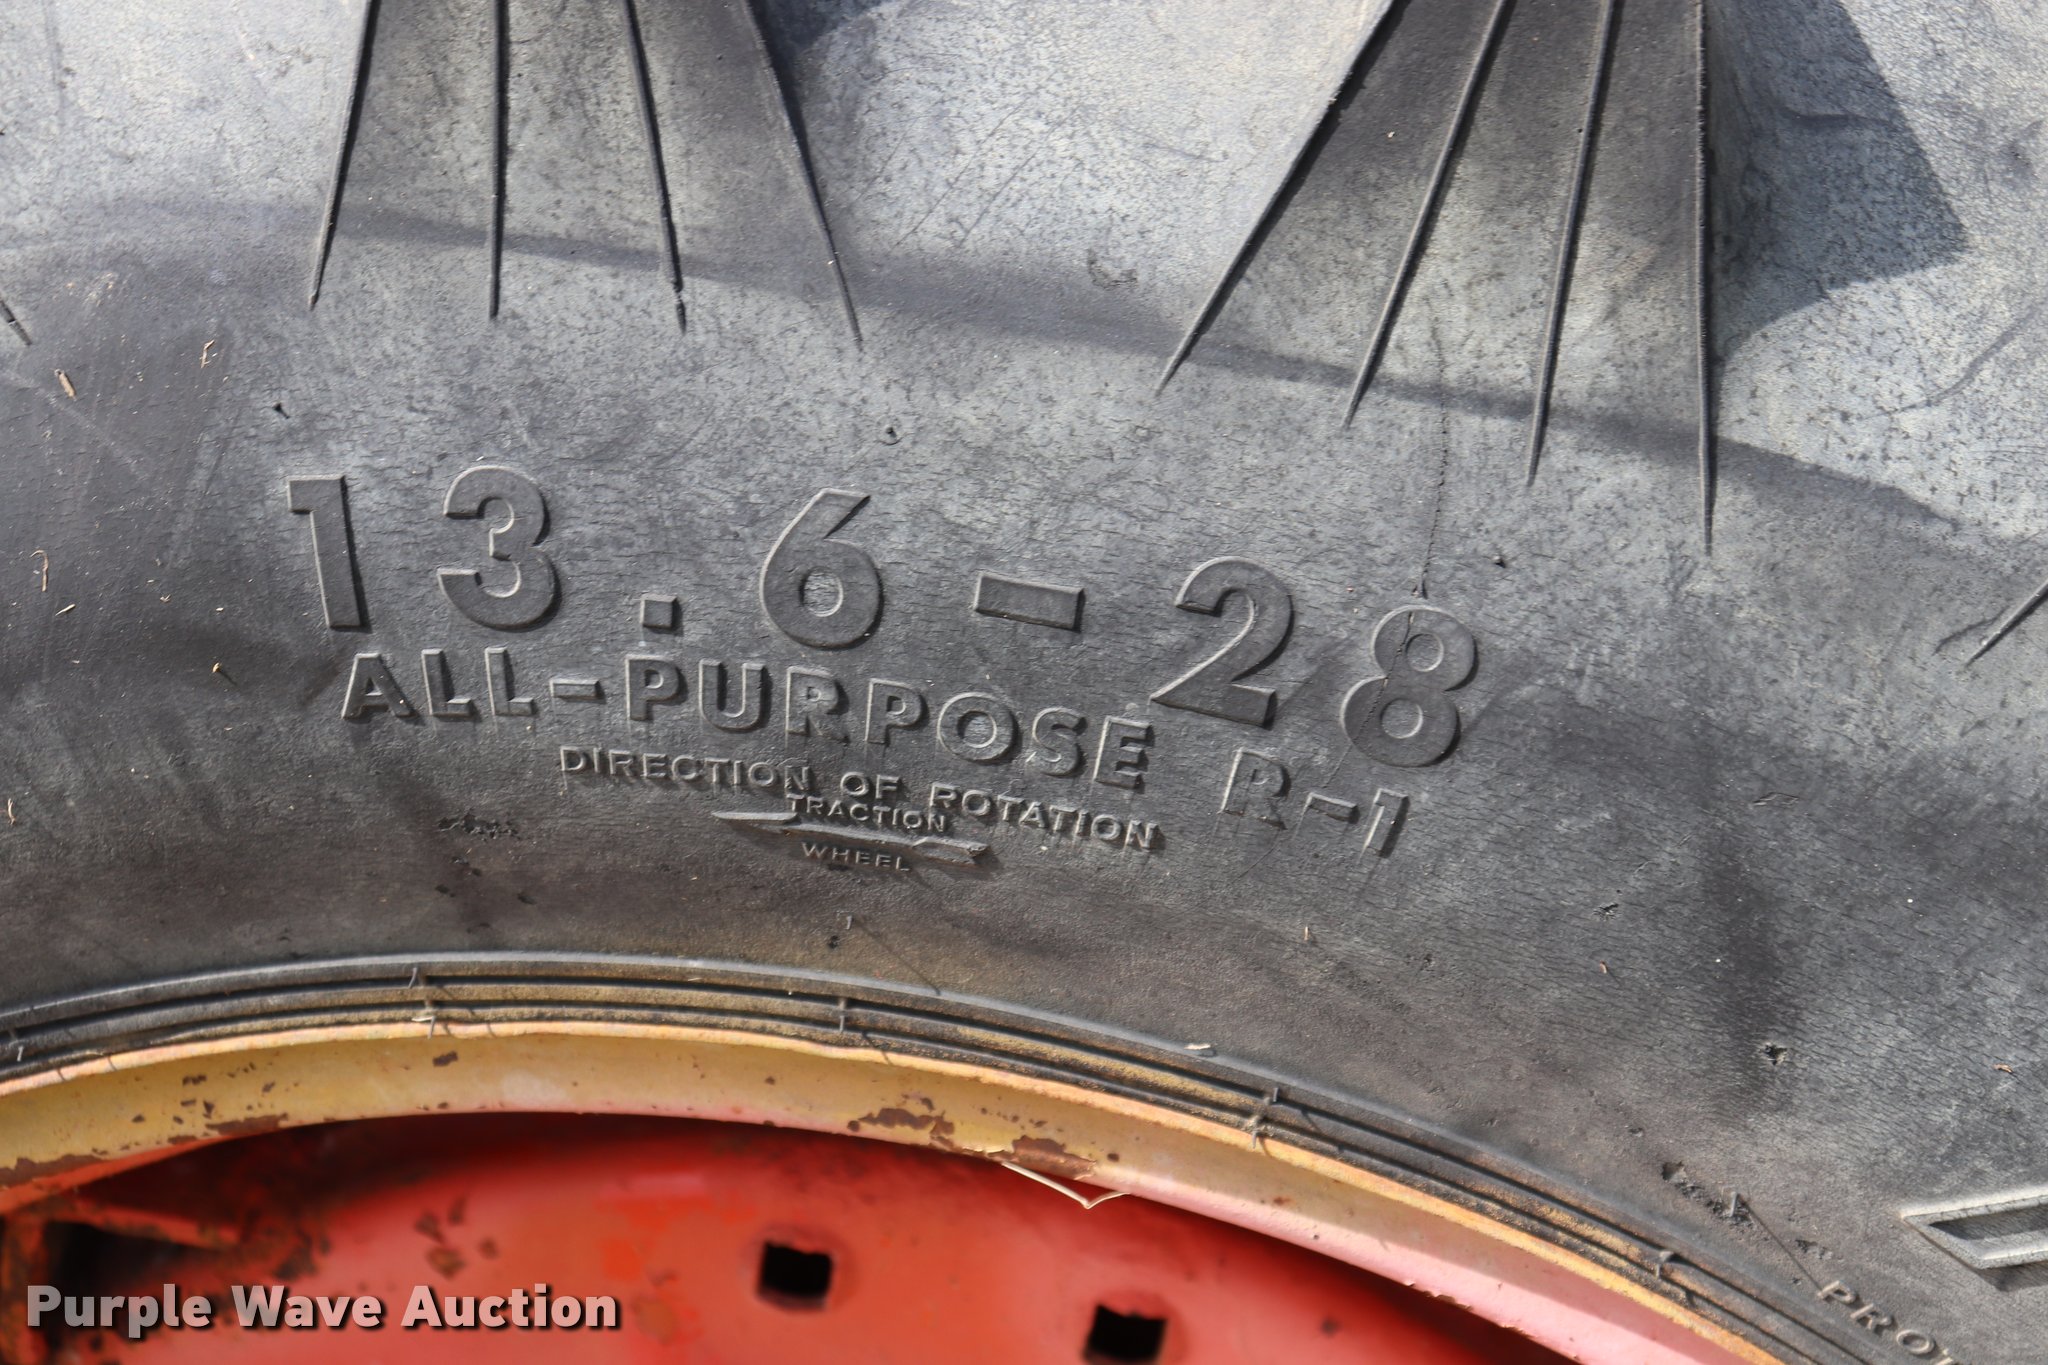 13.6-28
ALL-PURPOSE R-1
DIRECTION OF ROTATION
TRACTION
WHEEL
Purple Wave Auction